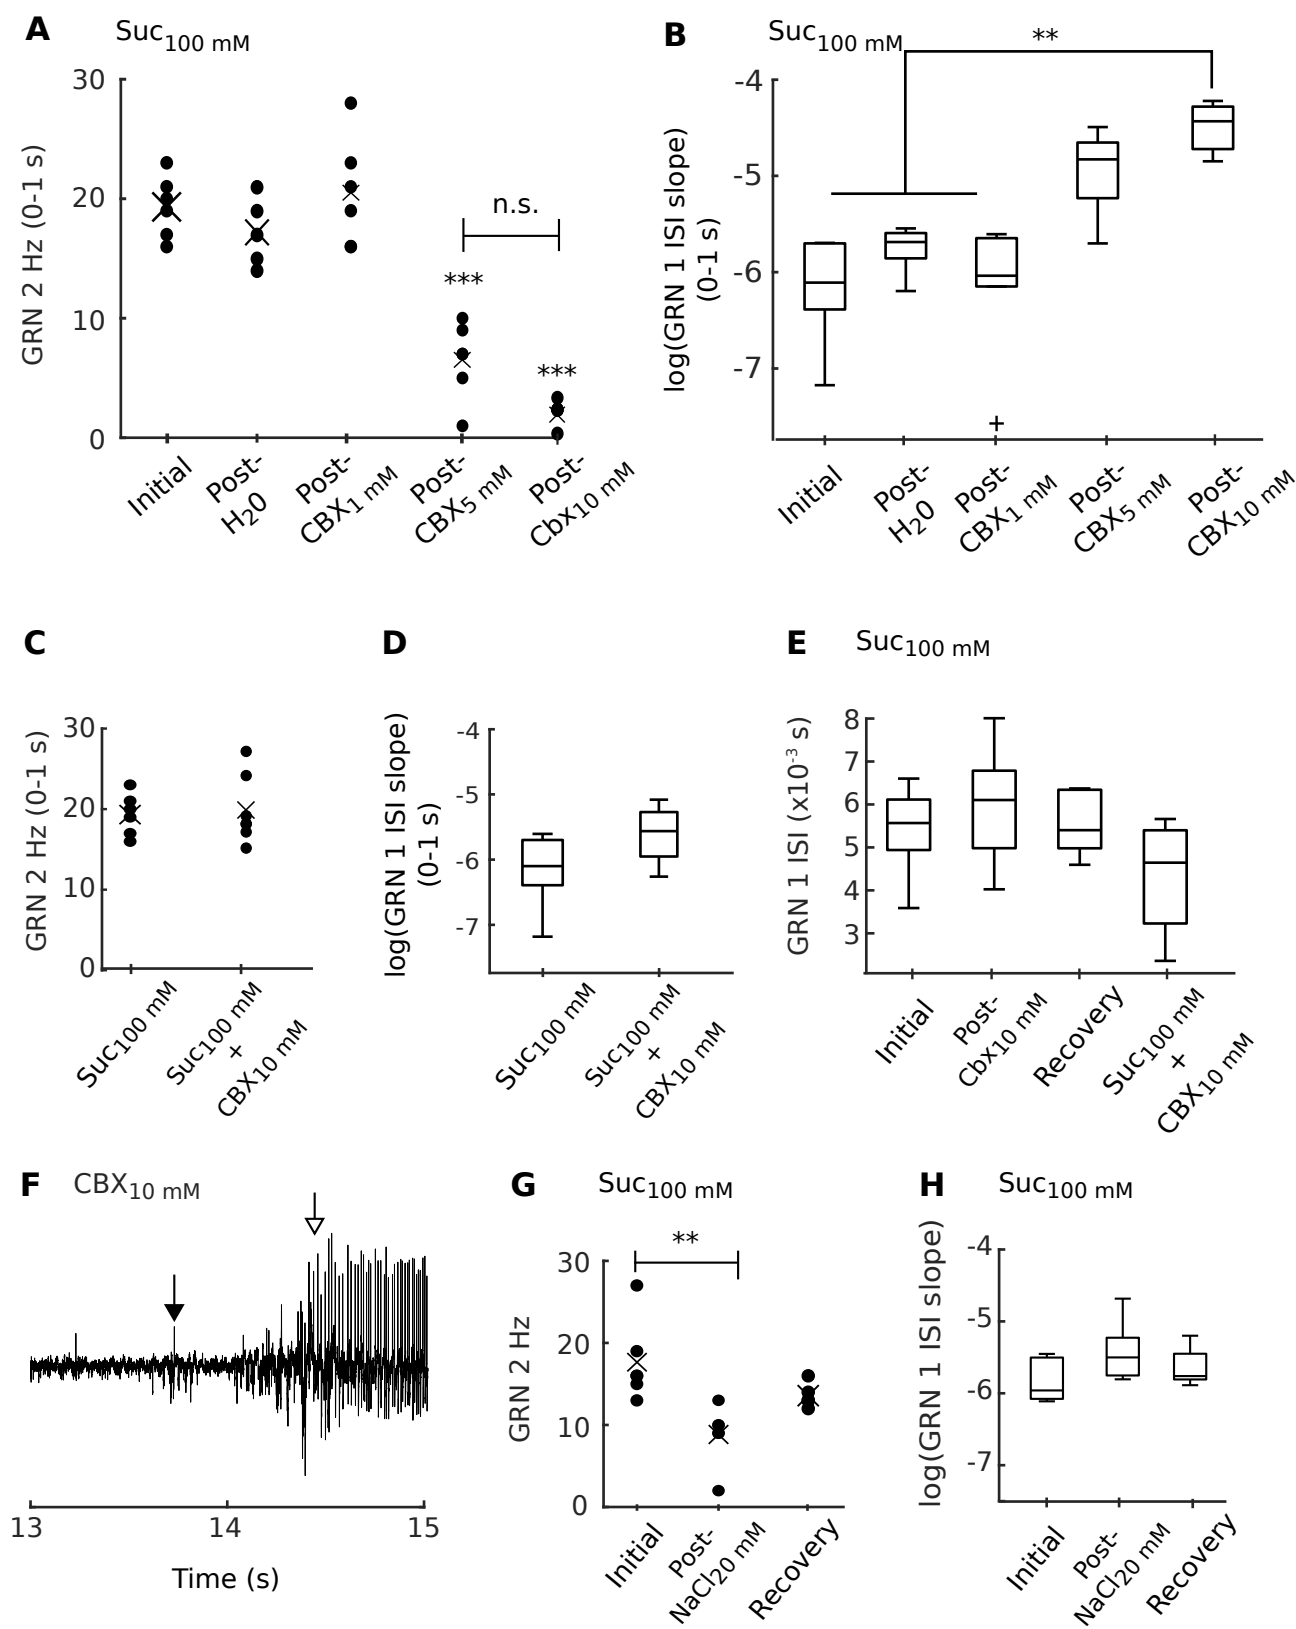 A Suc100 mM
30
20
10
0
GRN 2 Hz (0-1 s)
n.s.
***
***
Initial
Post-
H20
Post-
CBX1 mM
Post-
CBX5 mM
Post-
Cbx10 mM
B Suc100 mM
**
-4
-5
-6
-7
log(GRN 1 ISI slope)
(0-1 s)
+
Initial
Post-
H20
Post-
CBX1 mM
Post-
CBX5 mM
Post-
CBX10 mM
C
30
20
10
0
GRN 2 Hz (0-1 s)
Suc100 mM
Suc100 mM
+
CBX10 mM
D
-4
-5
-6
-7
log(GRN 1 ISI slope)
(0-1 s)
Suc100 mM
Suc100 mM
+
CBX10 mM
E Suc100 mM
8
7
6
5
4
3
GRN 1 ISI (x10-3 s)
Initial
Post-
Cbx10 mM
Recovery
Suc100 mM
+
CBX10 mM
F CBX10 mM
13 14 15
Time (s)
G Suc100 mM
**
30
20
10
0
GRN 2 Hz
Initial
Post-
NaCl20 mM
Recovery
H Suc100 mM
-4
-5
-6
-7
log(GRN 1 ISI slope)
Initial
Post-
NaCl20 mM
Recovery